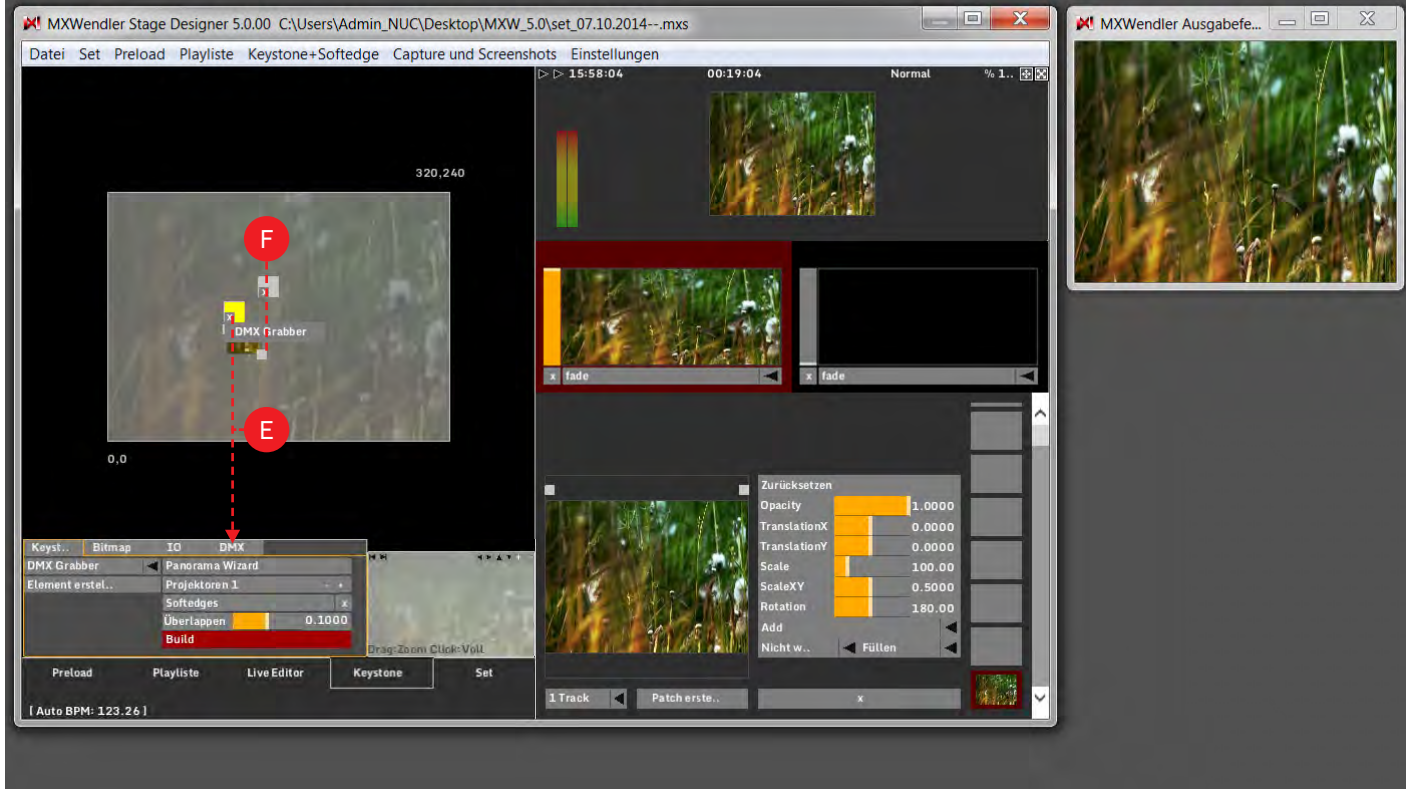 MXWendler Stage Designer 5.0.00 C:\Users\Admin_NUC\Desktop\MXW_5.0\set_07.10.2014--.mxs
Datei Set Preload Playliste Keystone+Softedge Capture und Screenshots Einstellungen
15:58:04 00:19:04 Normal % 1..
320,240
F
x
DMX Grabber
E
0,0
x fade
x fade
Keyst.. Bitmap IO DMX
DMX Grabber
Element erstel..
Panorama Wizard
Projektoren 1 - +
Softedges x
Überlappen 0.1000
Build
Drag:Zoom Click:Voll
Preload Playliste Live Editor Keystone Set
[ Auto BPM: 123.26 ]
Zurücksetzen
Opacity 1.0000
TranslationX 0.0000
TranslationY 0.0000
Scale 100.00
ScaleXY 0.5000
Rotation 180.00
Add
Nicht w.. Füllen
1 Track Patch erste.. x
MXWendler Ausgabefe...